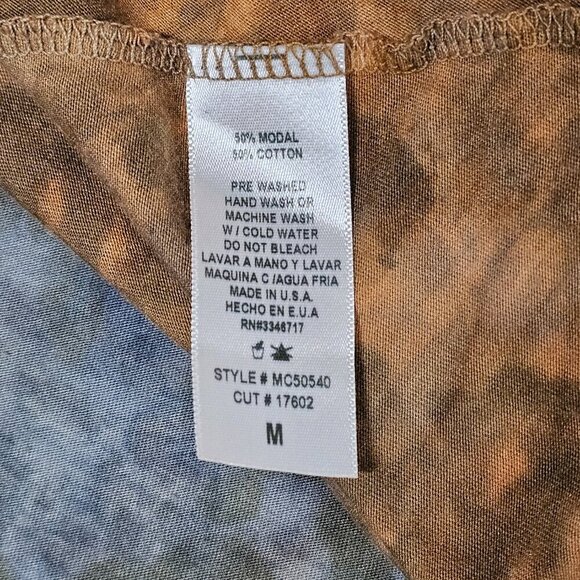 50% MODAL
50% COTTON
PRE WASHED
HAND WASH OR
MACHINE WASH
W / COLD WATER
DO NOT BLEACH
LAVAR A MANO Y LAVAR
MAQUINA C /AGUA FRIA
MADE IN U.S.A.
HECHO EN E.U.A
RN#3346717
STYLE # MC50540
CUT # 17602
M